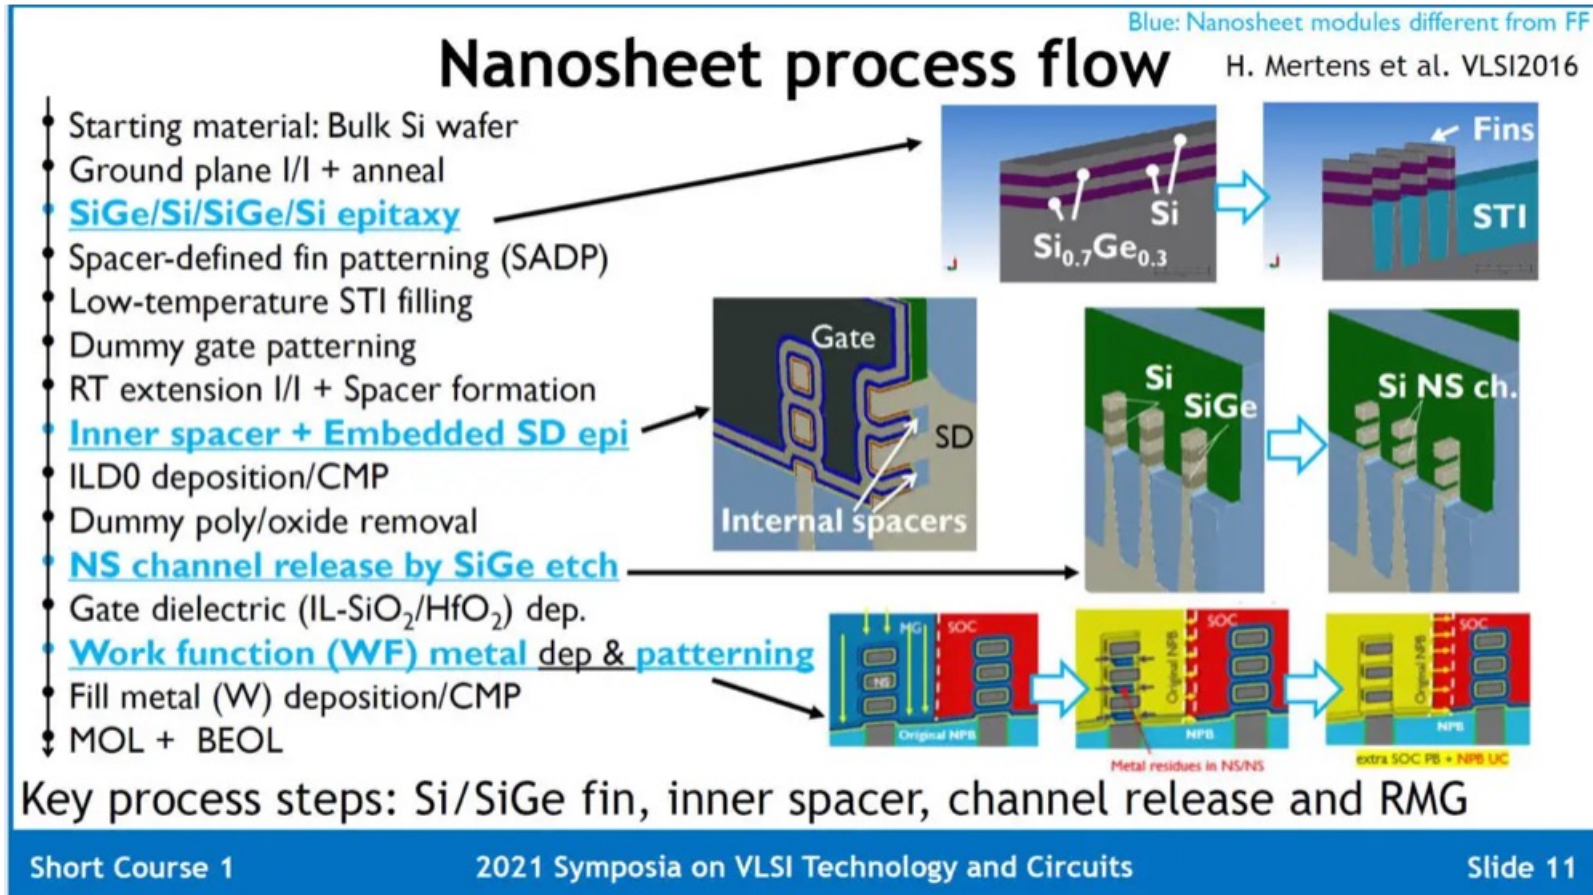 Blue: Nanosheet modules different from FF
Nanosheet process flow
H. Mertens et al. VLSI2016
Starting material: Bulk Si wafer
Ground plane I/I + anneal
SiGe/Si/SiGe/Si epitaxy
Spacer-defined fin patterning (SADP)
Low-temperature STI filling
Dummy gate patterning
RT extension I/I + Spacer formation
Inner spacer + Embedded SD epi
ILD0 deposition/CMP
Dummy poly/oxide removal
NS channel release by SiGe etch
Gate dielectric (IL-SiO₂/HfO₂) dep.
Work function (WF) metal dep & patterning
Fill metal (W) deposition/CMP
MOL + BEOL
Si
Si₀.₇Ge₀.₃
Fins
STI
Gate
SD
Internal spacers
Si
SiGe
Si NS ch.
MG
SOC
NS
Original NPB
SOC
Original NPB
NPB
Metal residues in NS/NS
SOC
Original NPB
NPB
extra SOC PB + NPB UC
Key process steps: Si/SiGe fin, inner spacer, channel release and RMG
Short Course 1
2021 Symposia on VLSI Technology and Circuits
Slide 11